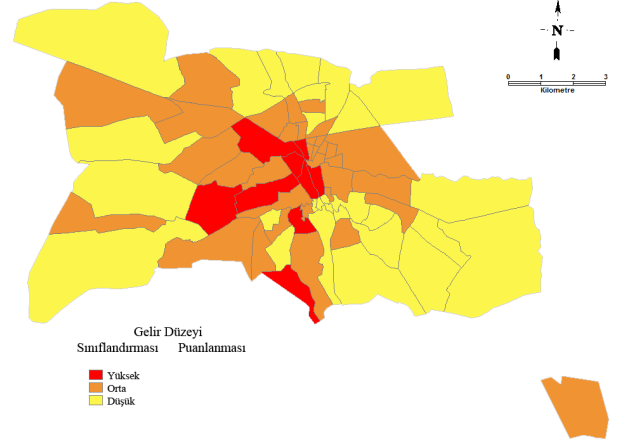 N
0 1 2 3
Kilometre
Gelir Düzeyi
Sınıflandırması Puanlanması
Yüksek
Orta
Düşük